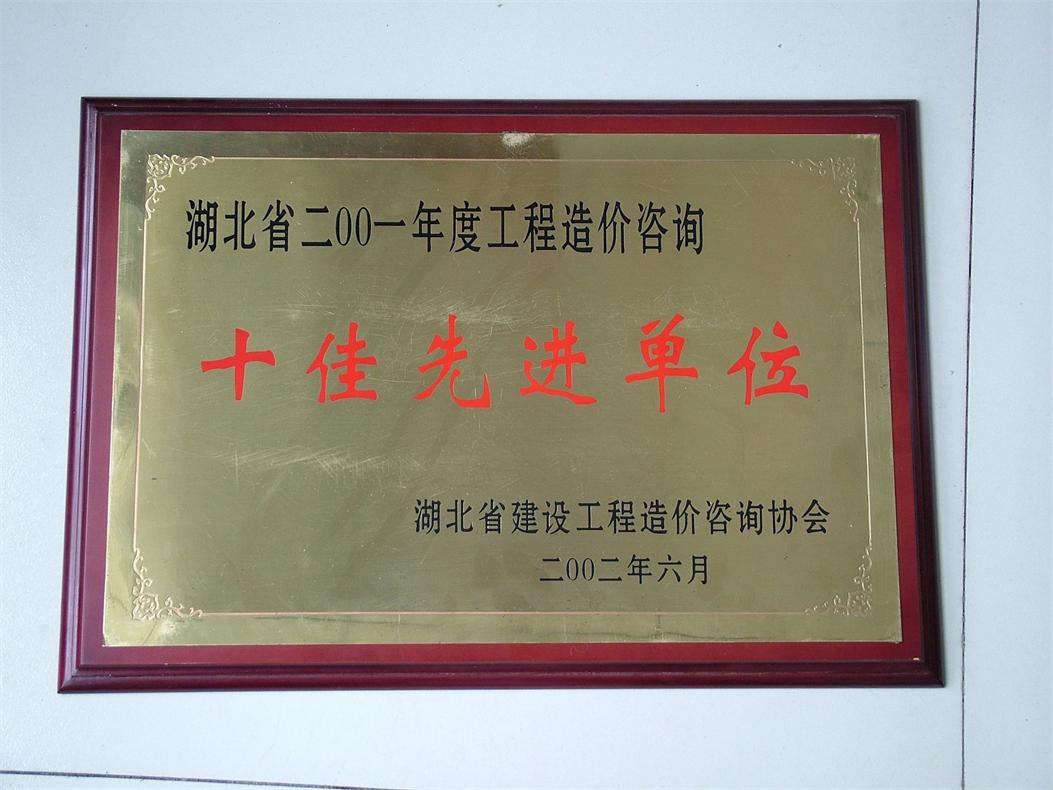 湖北省二00一年度工程造价咨询
十佳先进单位
湖北省建设工程造价咨询协会
二00二年六月